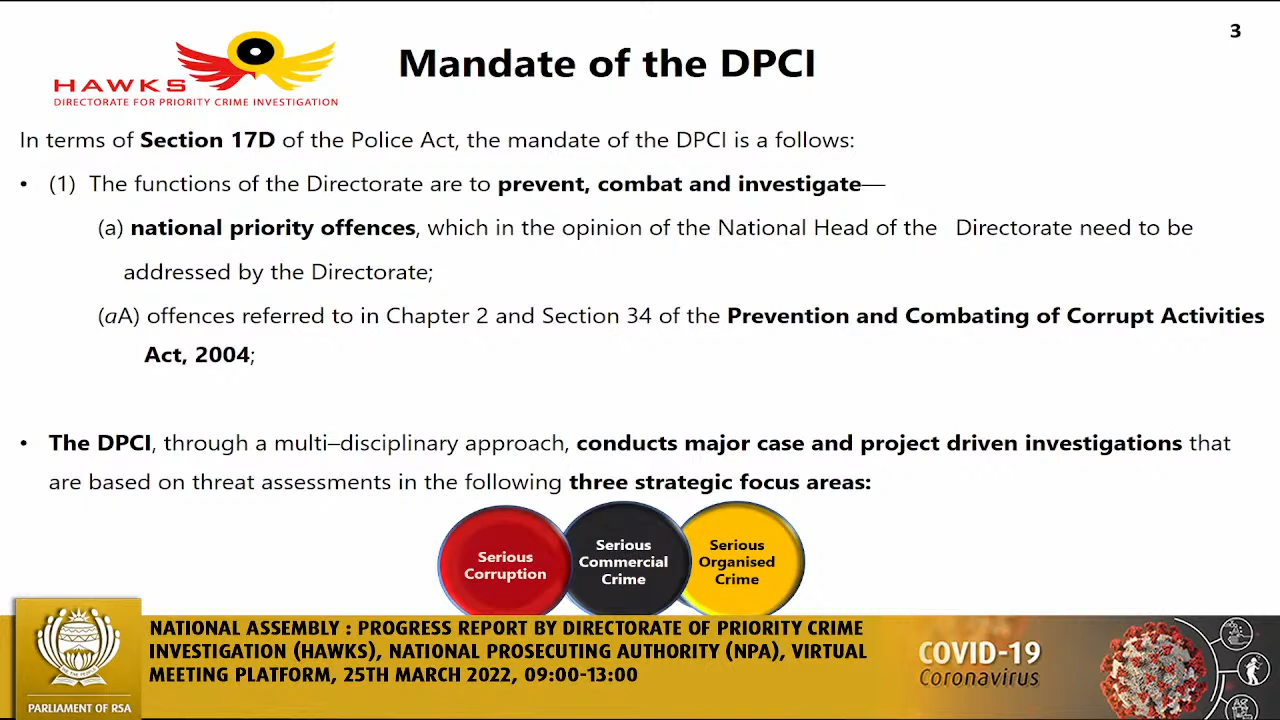 3
HAWKS
DIRECTORATE FOR PRIORITY CRIME INVESTIGATION
Mandate of the DPCI
In terms of Section 17D of the Police Act, the mandate of the DPCI is a follows:
• (1) The functions of the Directorate are to prevent, combat and investigate—
(a) national priority offences, which in the opinion of the National Head of the Directorate need to be
addressed by the Directorate;
(aA) offences referred to in Chapter 2 and Section 34 of the Prevention and Combating of Corrupt Activities
Act, 2004;
• The DPCI, through a multi–disciplinary approach, conducts major case and project driven investigations that
are based on threat assessments in the following three strategic focus areas:
Serious
Corruption
Serious
Commercial
Crime
Serious
Organised
Crime
NATIONAL ASSEMBLY : PROGRESS REPORT BY DIRECTORATE OF PRIORITY CRIME
INVESTIGATION (HAWKS), NATIONAL PROSECUTING AUTHORITY (NPA), VIRTUAL
MEETING PLATFORM, 25TH MARCH 2022, 09:00-13:00
PARLIAMENT OF RSA
COVID-19
Coronavirus